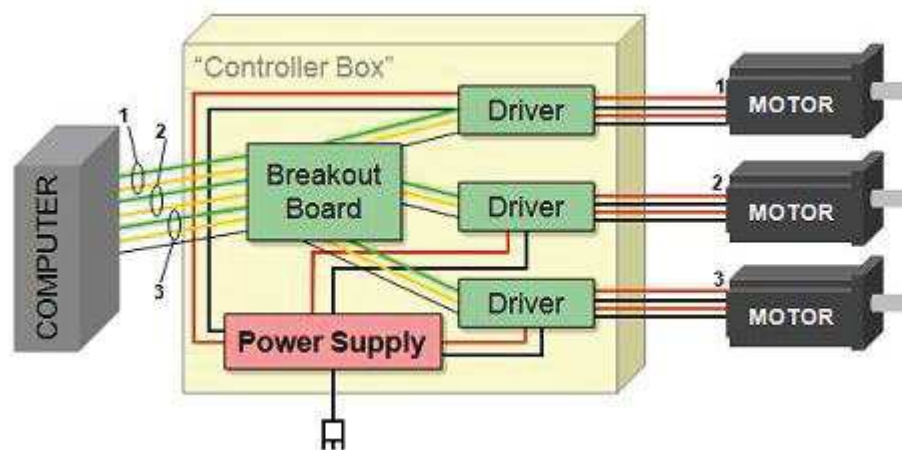 "Controller Box"
1
2
3
COMPUTER
Breakout
Board
Driver
Driver
Driver
Power Supply
1
MOTOR
2
MOTOR
3
MOTOR